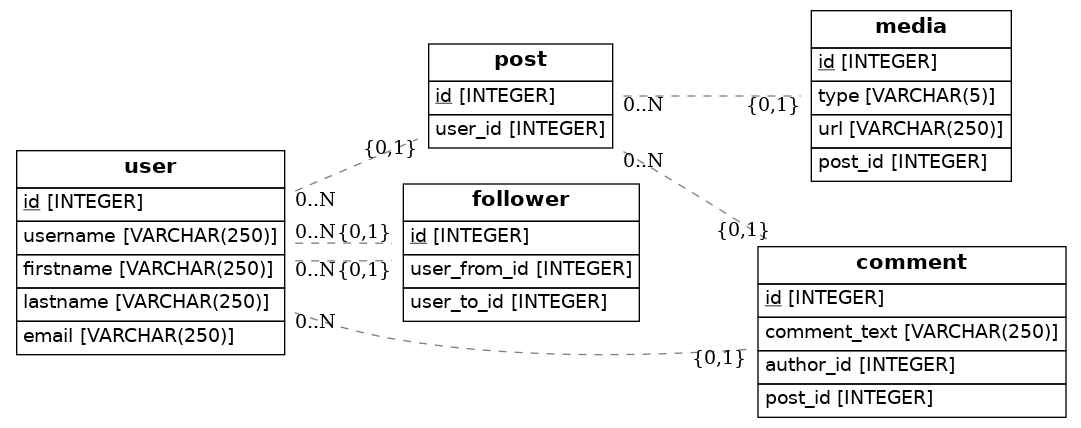 user
id [INTEGER]
username [VARCHAR(250)]
firstname [VARCHAR(250)]
lastname [VARCHAR(250)]
email [VARCHAR(250)]
post
id [INTEGER]
user_id [INTEGER]
follower
id [INTEGER]
user_from_id [INTEGER]
user_to_id [INTEGER]
media
id [INTEGER]
type [VARCHAR(5)]
url [VARCHAR(250)]
post_id [INTEGER]
comment
id [INTEGER]
comment_text [VARCHAR(250)]
author_id [INTEGER]
post_id [INTEGER]
{0,1}
0..N
0..N
{0,1}
0..N
{0,1}
0..N
{0,1}
0..N
{0,1}
0..N
{0,1}